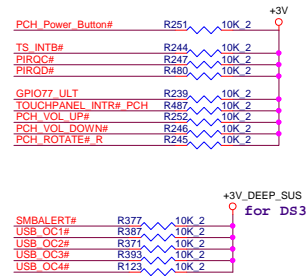 +3V
PCH_Power_Button# R251 10K_2
TS_INTB# R244 10K_2
PIRQC# R247 10K_2
PIRQD# R480 10K_2
GPIO77_ULT R239 10K_2
TOUCHPANEL_INTR#_PCH R487 10K_2
PCH_VOL_UP# R252 10K_2
PCH_VOL_DOWN# R246 10K_2
PCH_ROTATE#_R R245 10K_2
+3V_DEEP_SUS
for DS3
SMBALERT# R377 10K_2
USB_OC1# R387 10K_2
USB_OC2# R371 10K_2
USB_OC3# R393 10K_2
USB_OC4# R123 10K_2